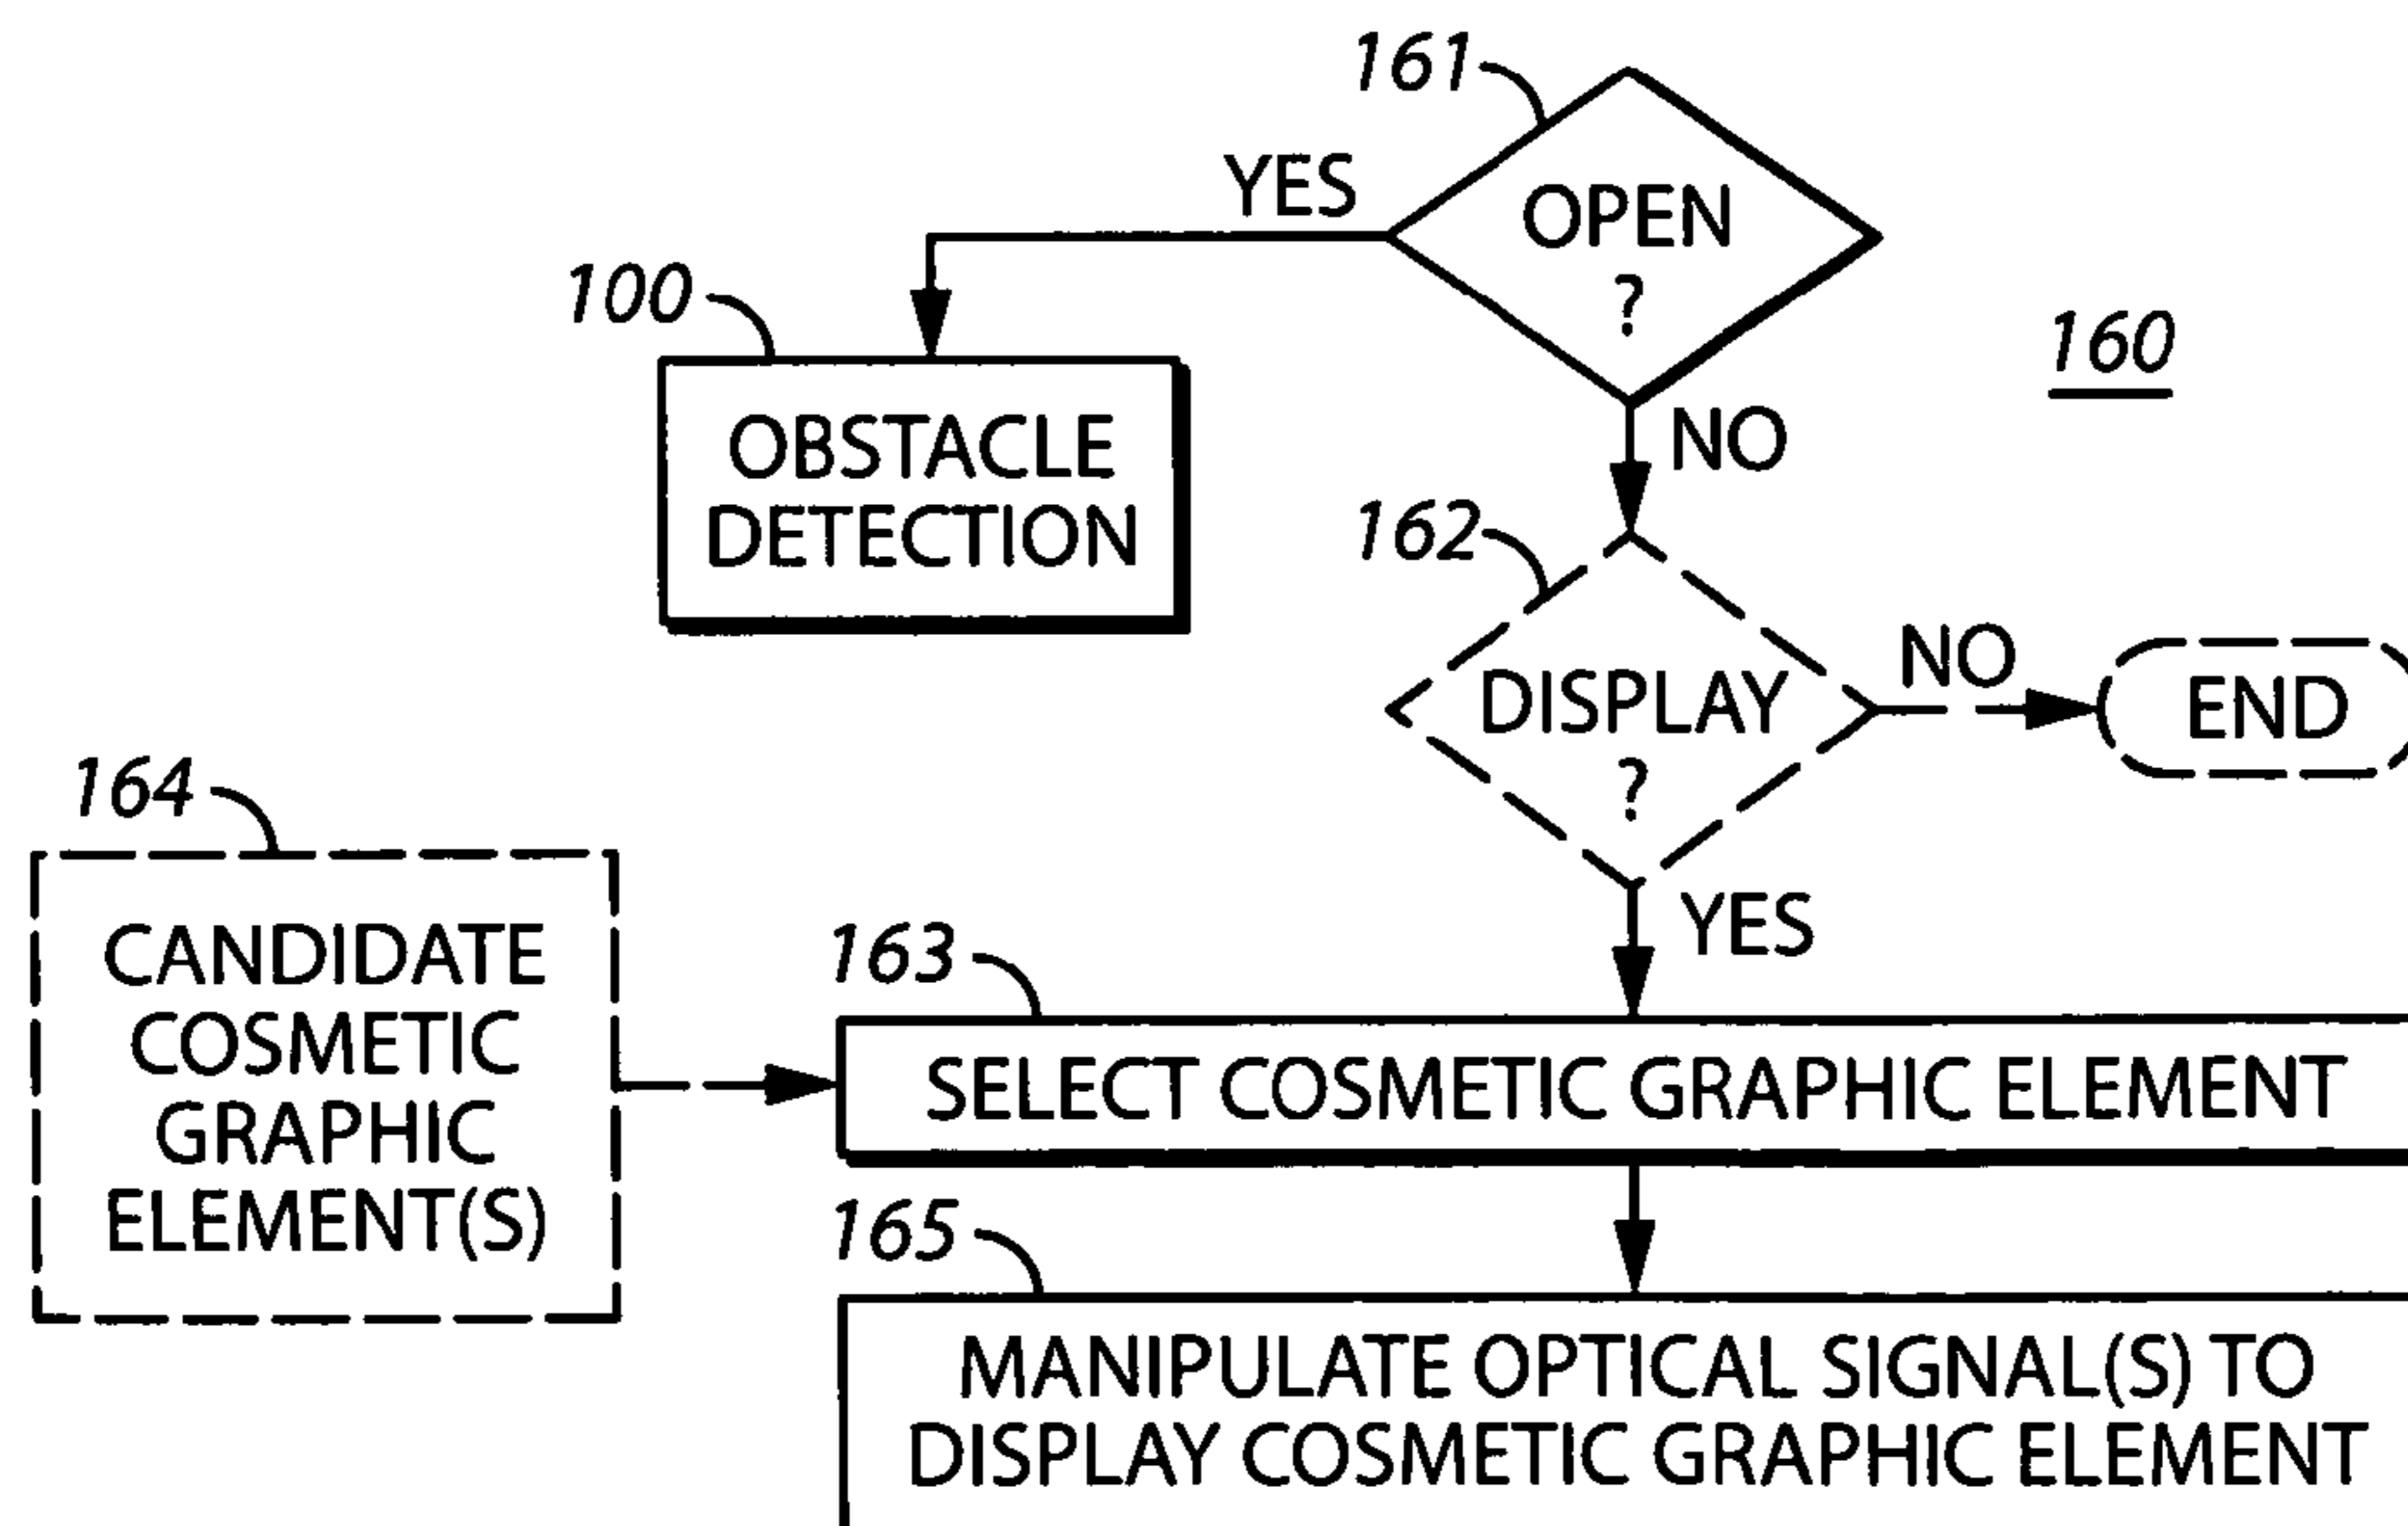 161
YES
OPEN
?
100
160
OBSTACLE
DETECTION
NO
162
DISPLAY
?
NO
END
164
YES
CANDIDATE
COSMETIC
GRAPHIC
ELEMENT(S)
163
SELECT COSMETIC GRAPHIC ELEMENT
165
MANIPULATE OPTICAL SIGNAL(S) TO
DISPLAY COSMETIC GRAPHIC ELEMENT